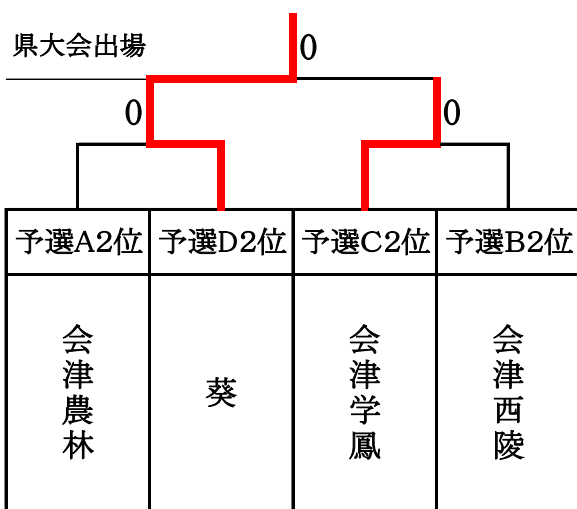 県大会出場
0
0
0
予選A2位
予選D2位
予選C2位
予選B2位
会津農林
葵
会津学鳳
会津西陵